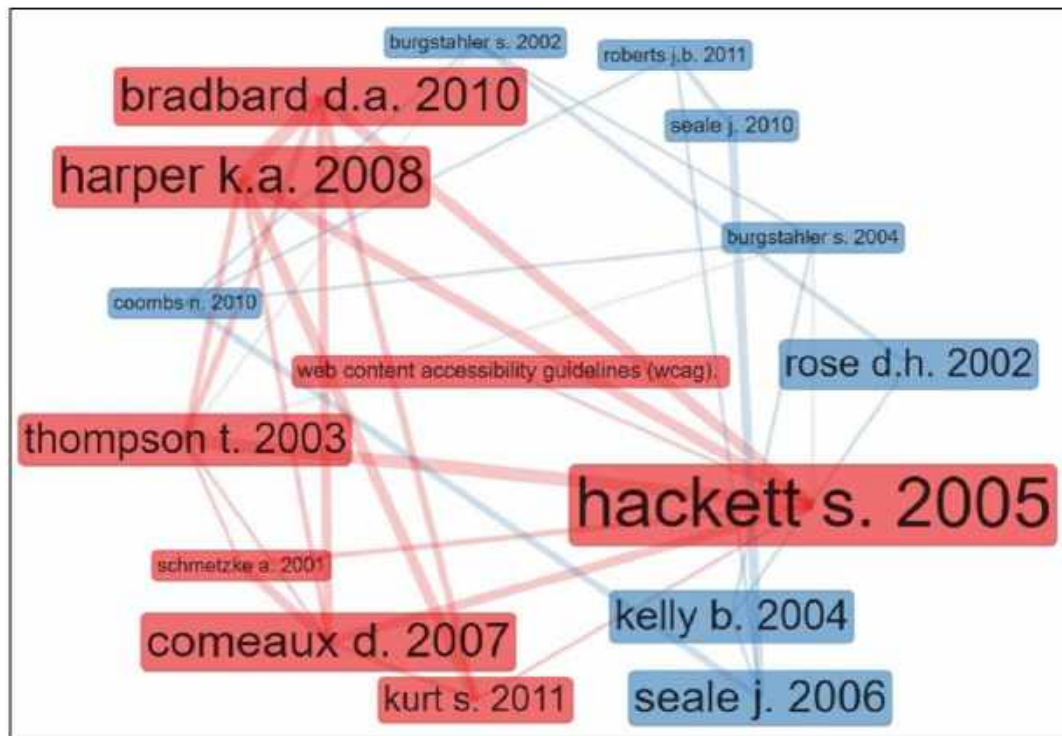 burgstahler s. 2002
roberts j.b. 2011
bradbard d.a. 2010
seale j. 2010
harper k.a. 2008
burgstahler s. 2004
coombs n. 2010
rose d.h. 2002
web content accessibility guidelines (wcag).
thompson t. 2003
hackett s. 2005
schmetzke a. 2001
kelly b. 2004
comeaux d. 2007
kurt s. 2011
seale j. 2006